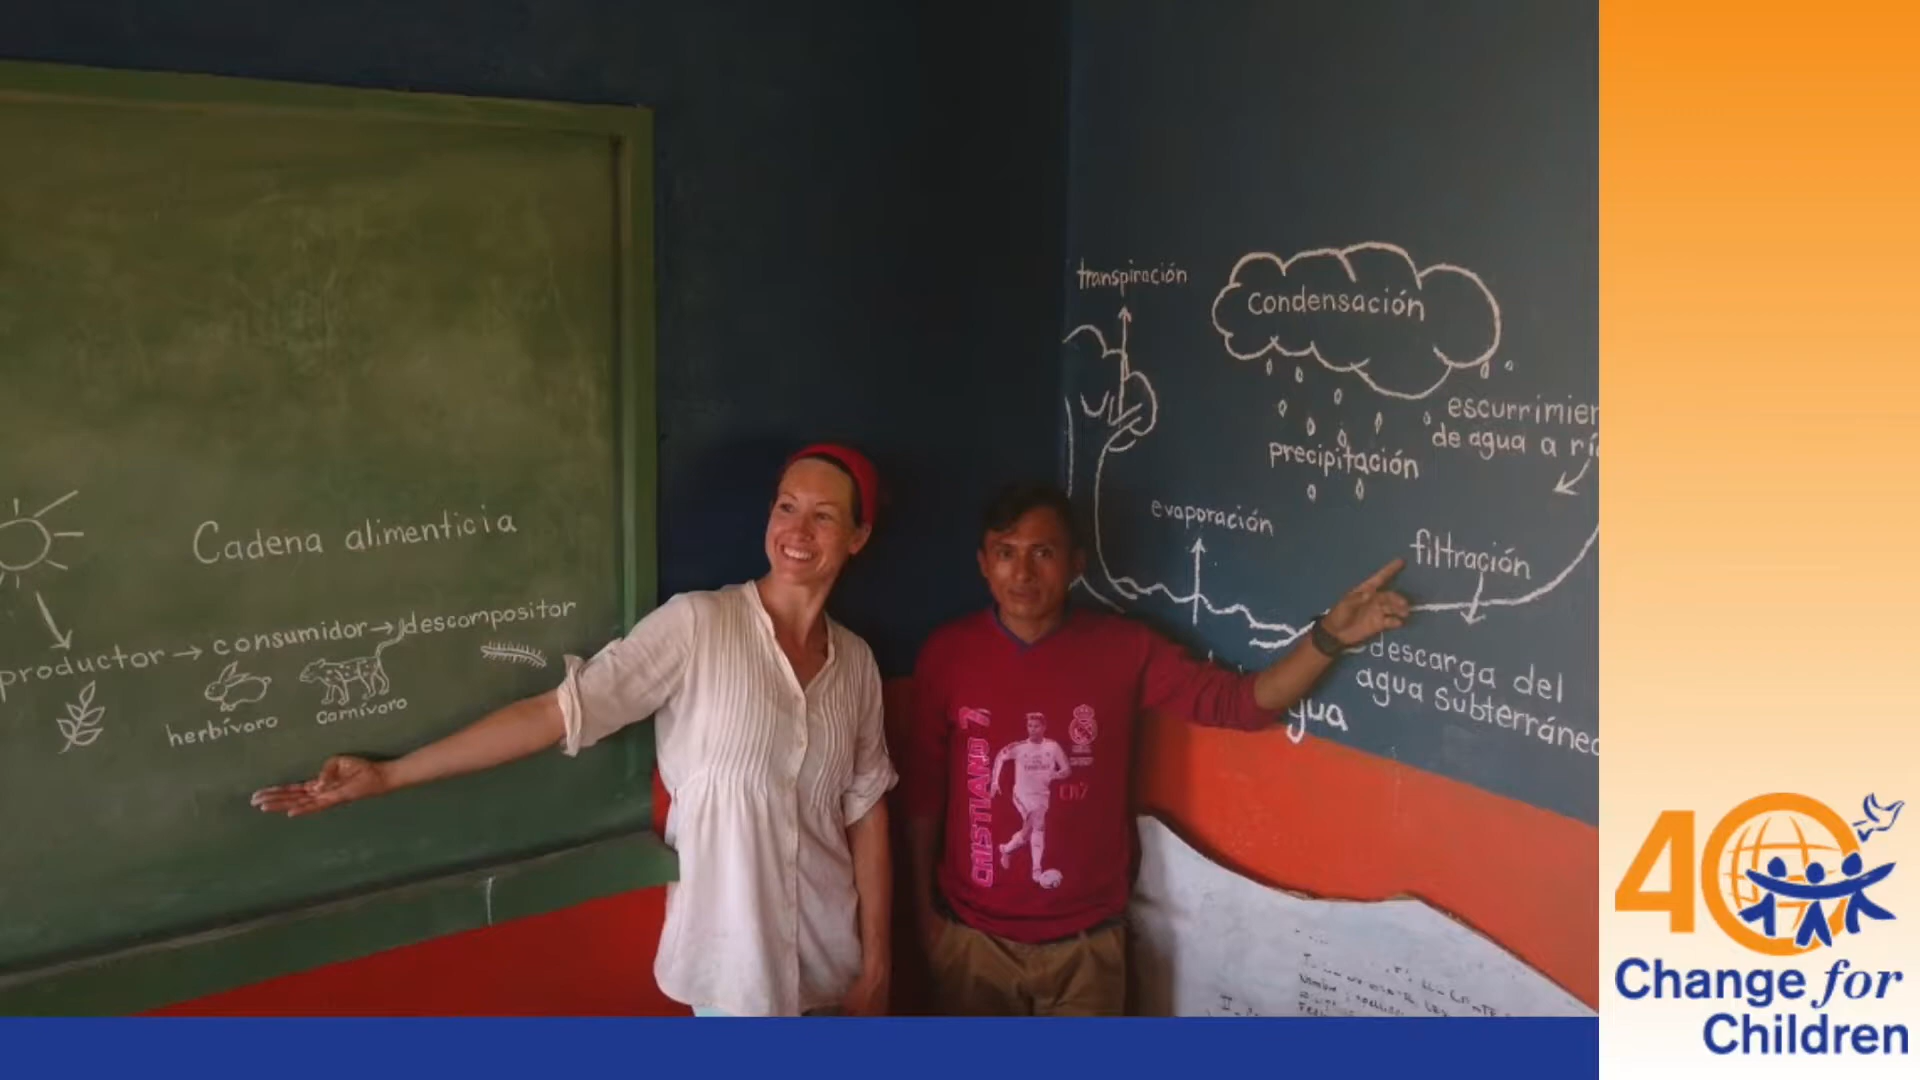 Cadena alimenticia
productor → consumidor → descompositor
herbívoro carnívoro
transpiración
condensación
escurrimien
de agua a rí
precipitación
evaporación
filtración
descarga del
agua subterráne
gua
CRISTIANO 7
CR7
40
Change for
Children